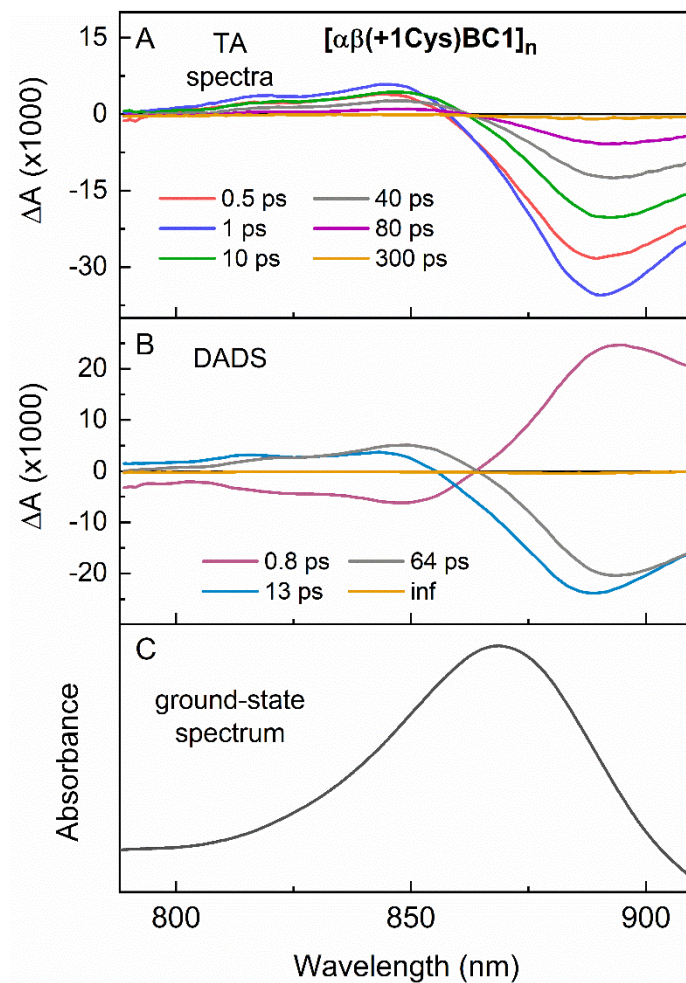 A
TA
spectra
[αβ(+1Cys)BC1]n
15
0
-15
-30
ΔA (x1000)
0.5 ps
40 ps
1 ps
80 ps
10 ps
300 ps
B
DADS
20
10
0
-10
-20
ΔA (x1000)
0.8 ps
64 ps
13 ps
inf
C
ground-state
spectrum
Absorbance
800
850
900
Wavelength (nm)